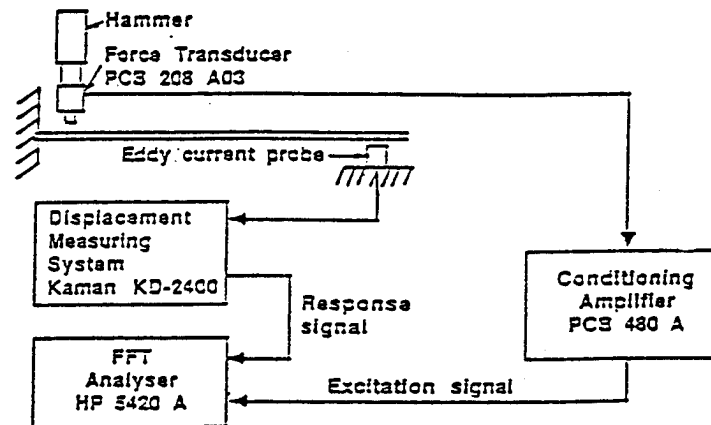 Hammer
Force Transducer
PCB 208 A03
Eddy current probe
Displacement
Measuring
System
Kaman KD-2400
Response
signal
Conditioning
Amplifier
PCB 480 A
FFT
Analyser
HP 5420 A
Excitation signal